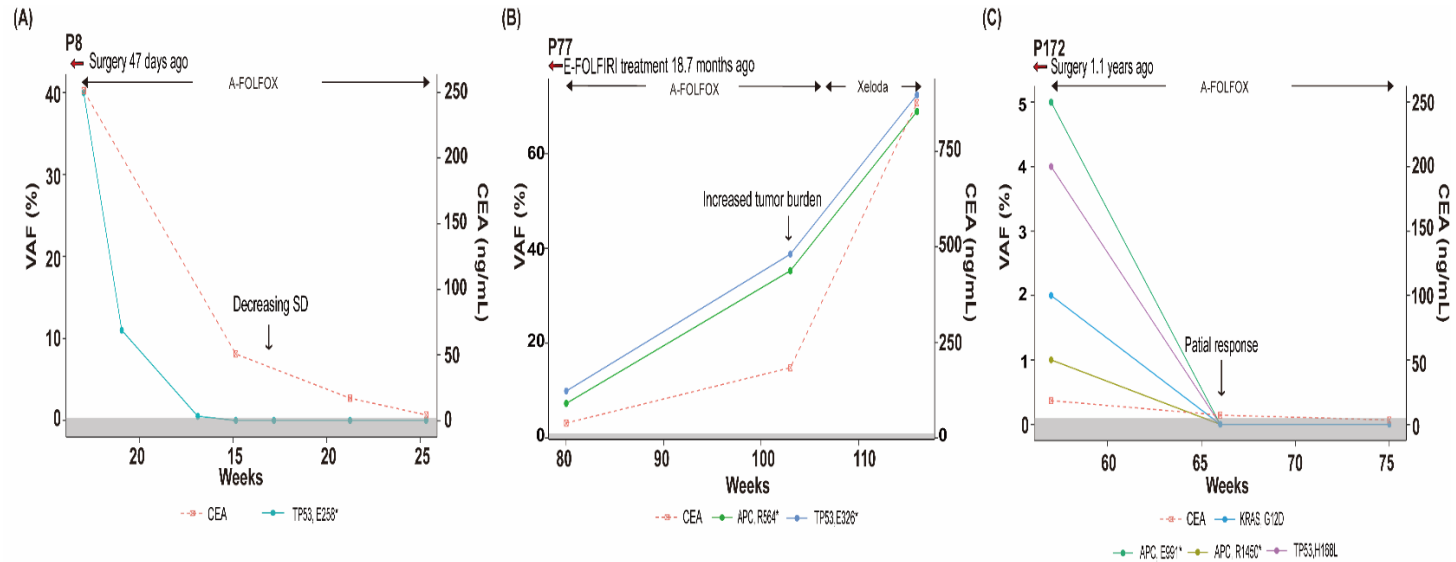 (A)
P8
Surgery 47 days ago
A-FOLFOX
VAF (%)
40
30
20
10
0
CEA (ng/mL)
250
200
150
100
50
0
Decreasing SD
20
15
20
25
Weeks
CEA
TP53, E258*
(B)
P77
E-FOLFIRI treatment 18.7 months ago
A-FOLFOX
Xeloda
VAF (%)
60
40
20
0
CEA (ng/mL)
750
500
250
0
Increased tumor burden
80
90
100
110
Weeks
CEA
APC, R564*
TP53,E326*
(C)
P172
Surgery 1.1 years ago
A-FOLFOX
VAF (%)
5
4
3
2
1
0
CEA (ng/mL)
250
200
150
100
50
0
Patial response
60
65
70
75
Weeks
CEA
KRAS, G12D
APC, E991*
APC, R1450*
TP53,H168L